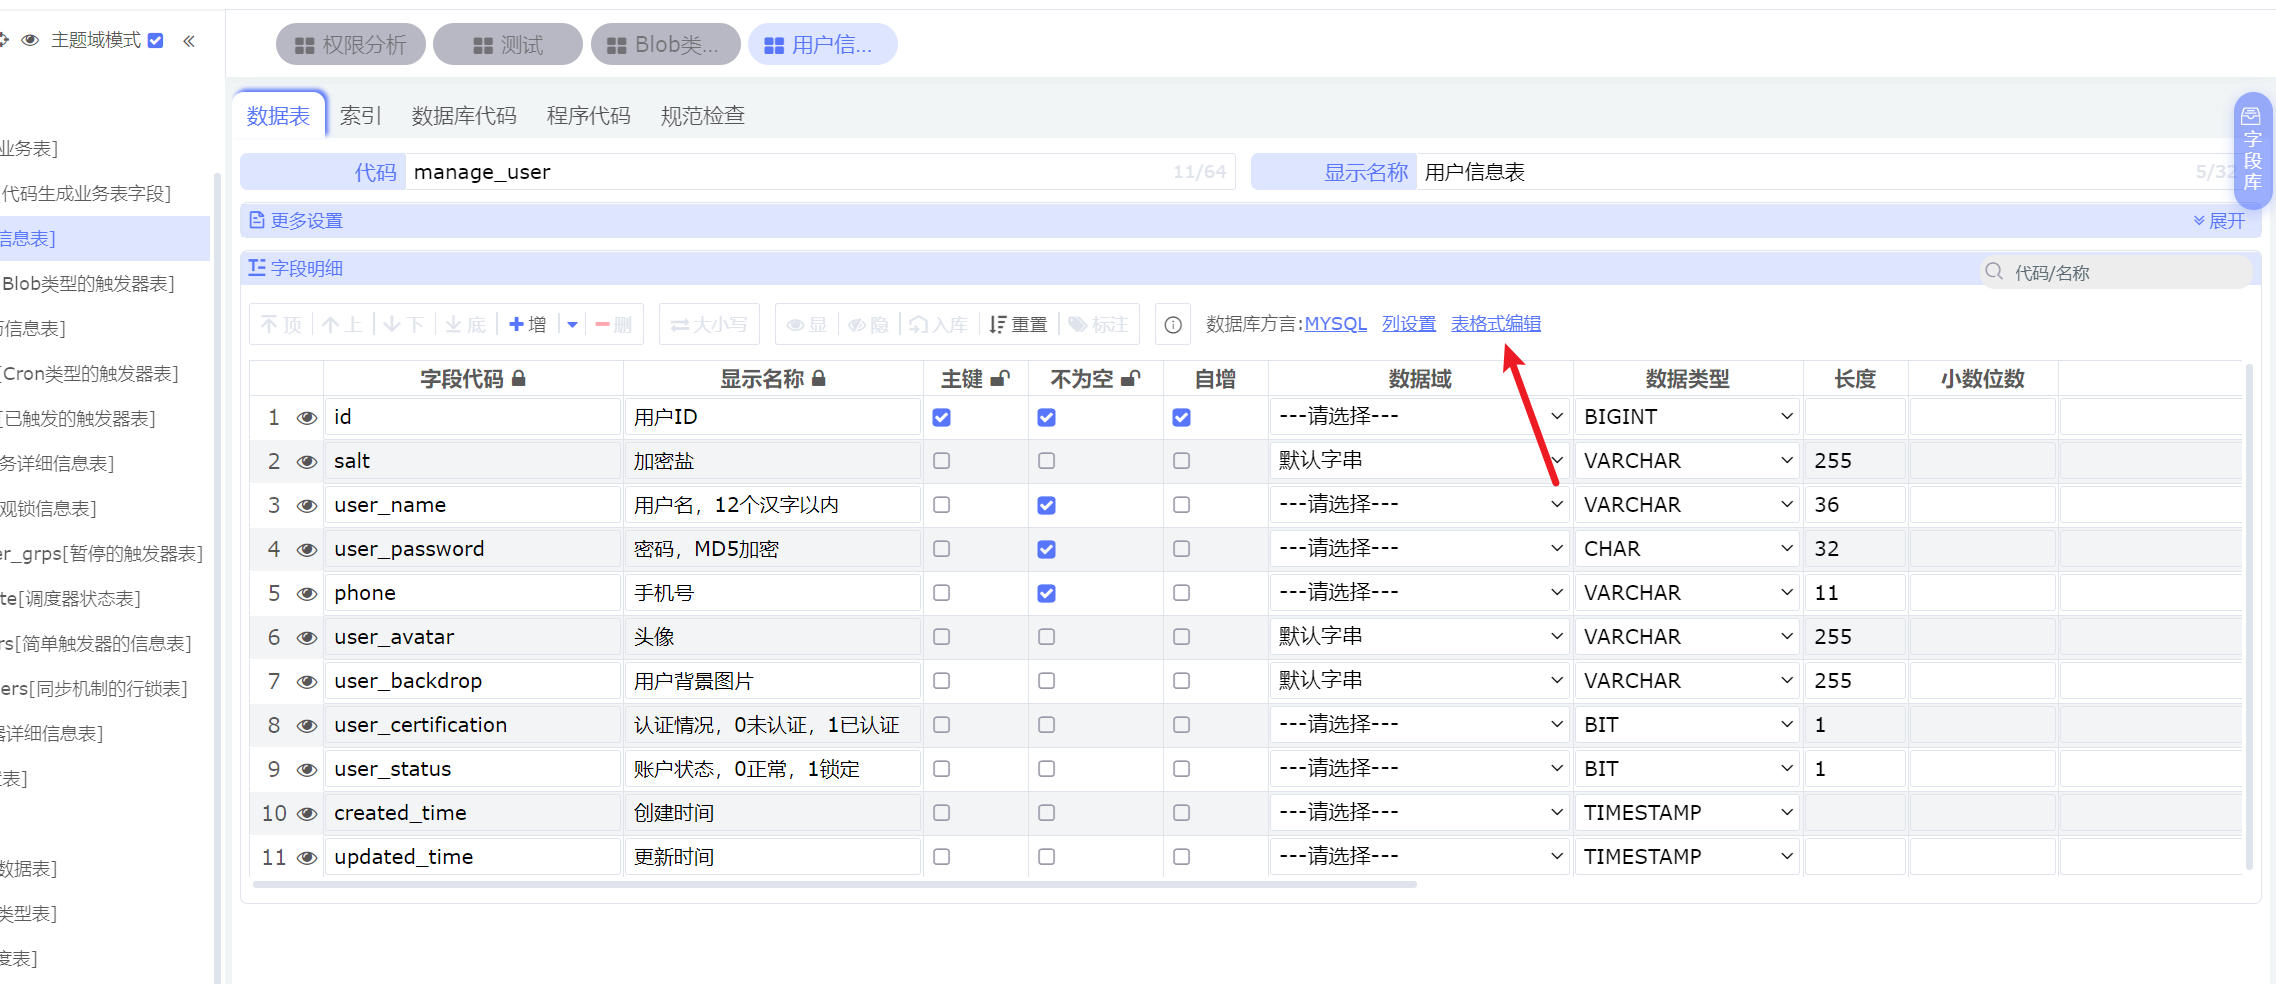 主题域模式
权限分析
测试
Blob类...
用户信...
业务表]
代码生成业务表字段]
信息表]
Blob类型的触发器表]
信息表]
[Cron类型的触发器表]
[已触发的触发器表]
务详细信息表]
观锁信息表]
er_grps[暂停的触发器表]
te[调度器状态表]
rs[简单触发器的信息表]
ers[同步机制的行锁表]
器详细信息表]
表]
数据表]
类型表]
度表]
数据表 索引 数据库代码 程序代码 规范检查
字段库
代码 manage_user 11/64 显示名称 用户信息表 5/32
更多设置 展开
字段明细 代码/名称
顶 上 下 底 增 删 大小写 显 隐 入库 重置 标注 数据库方言:MYSQL 列设置 表格式编辑
字段代码 显示名称 主键 不为空 自增 数据域 数据类型 长度 小数位数
1 id 用户ID ---请选择--- BIGINT
2 salt 加密盐 默认字串 VARCHAR 255
3 user_name 用户名，12个汉字以内 ---请选择--- VARCHAR 36
4 user_password 密码，MD5加密 ---请选择--- CHAR 32
5 phone 手机号 ---请选择--- VARCHAR 11
6 user_avatar 头像 默认字串 VARCHAR 255
7 user_backdrop 用户背景图片 默认字串 VARCHAR 255
8 user_certification 认证情况，0未认证，1已认证 ---请选择--- BIT 1
9 user_status 账户状态，0正常，1锁定 ---请选择--- BIT 1
10 created_time 创建时间 ---请选择--- TIMESTAMP
11 updated_time 更新时间 ---请选择--- TIMESTAMP